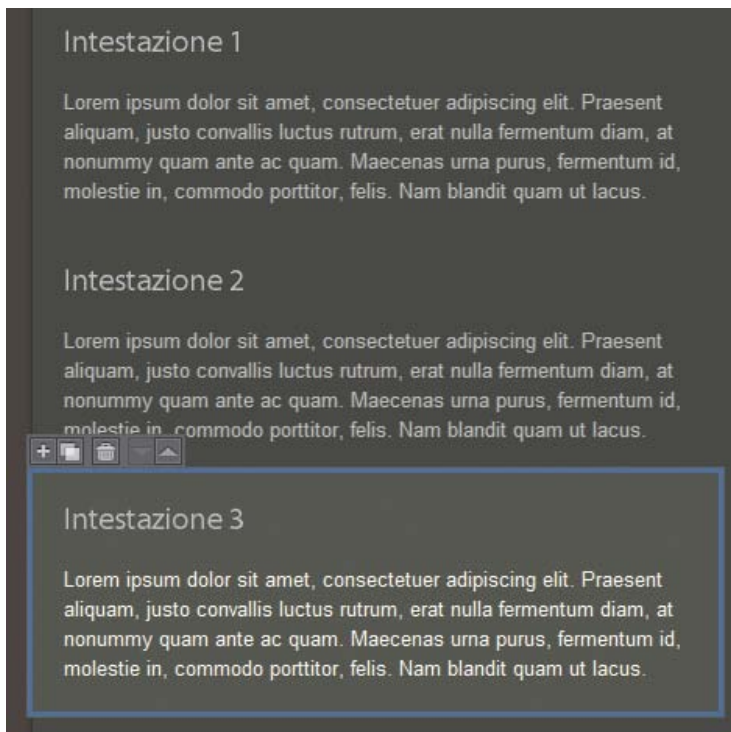 Intestazione 1
Lorem ipsum dolor sit amet, consectetuer adipiscing elit. Praesent
aliquam, justo convallis luctus rutrum, erat nulla fermentum diam, at
nonummy quam ante ac quam. Maecenas urna purus, fermentum id,
molestie in, commodo porttitor, felis. Nam blandit quam ut lacus.
Intestazione 2
Lorem ipsum dolor sit amet, consectetuer adipiscing elit. Praesent
aliquam, justo convallis luctus rutrum, erat nulla fermentum diam, at
nonummy quam ante ac quam. Maecenas urna purus, fermentum id,
molestie in, commodo porttitor, felis. Nam blandit quam ut lacus.
Intestazione 3
Lorem ipsum dolor sit amet, consectetuer adipiscing elit. Praesent
aliquam, justo convallis luctus rutrum, erat nulla fermentum diam, at
nonummy quam ante ac quam. Maecenas urna purus, fermentum id,
molestie in, commodo porttitor, felis. Nam blandit quam ut lacus.